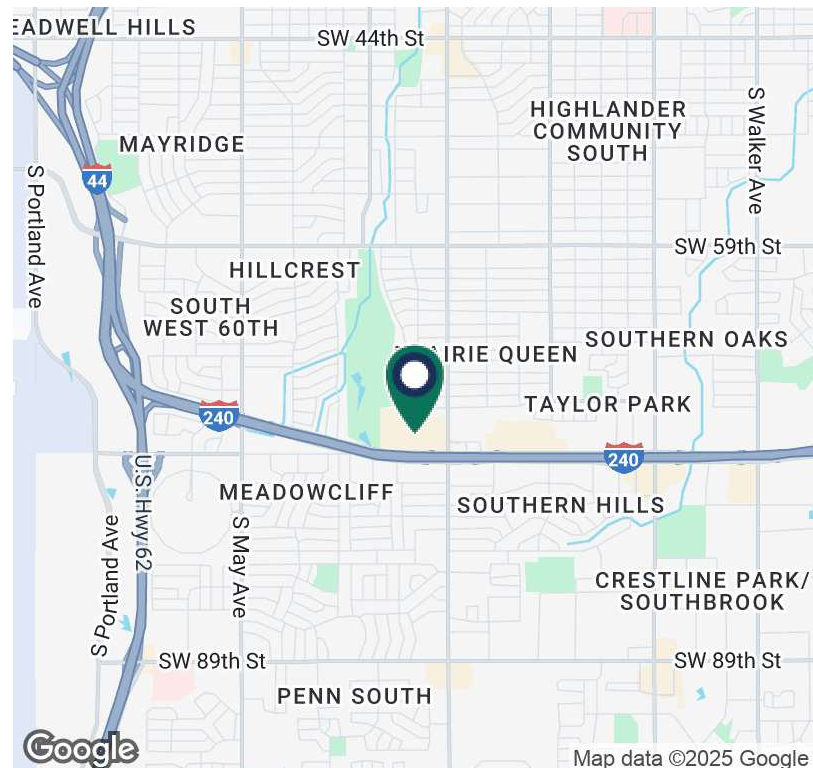 EADWELL HILLS
SW 44th St
HIGHLANDER
COMMUNITY
SOUTH
S Walker Ave
MAYRIDGE
44
S Portland Ave
SW 59th St
HILLCREST
SOUTH
WEST 60TH
AIRIE QUEEN
SOUTHERN OAKS
TAYLOR PARK
240
240
U.S. Hwy 62
MEADOWCLIFF
SOUTHERN HILLS
S Portland Ave
S May Ave
CRESTLINE PARK/
SOUTHBROOK
SW 89th St
SW 89th St
PENN SOUTH
Google
Map data ©2025 Google